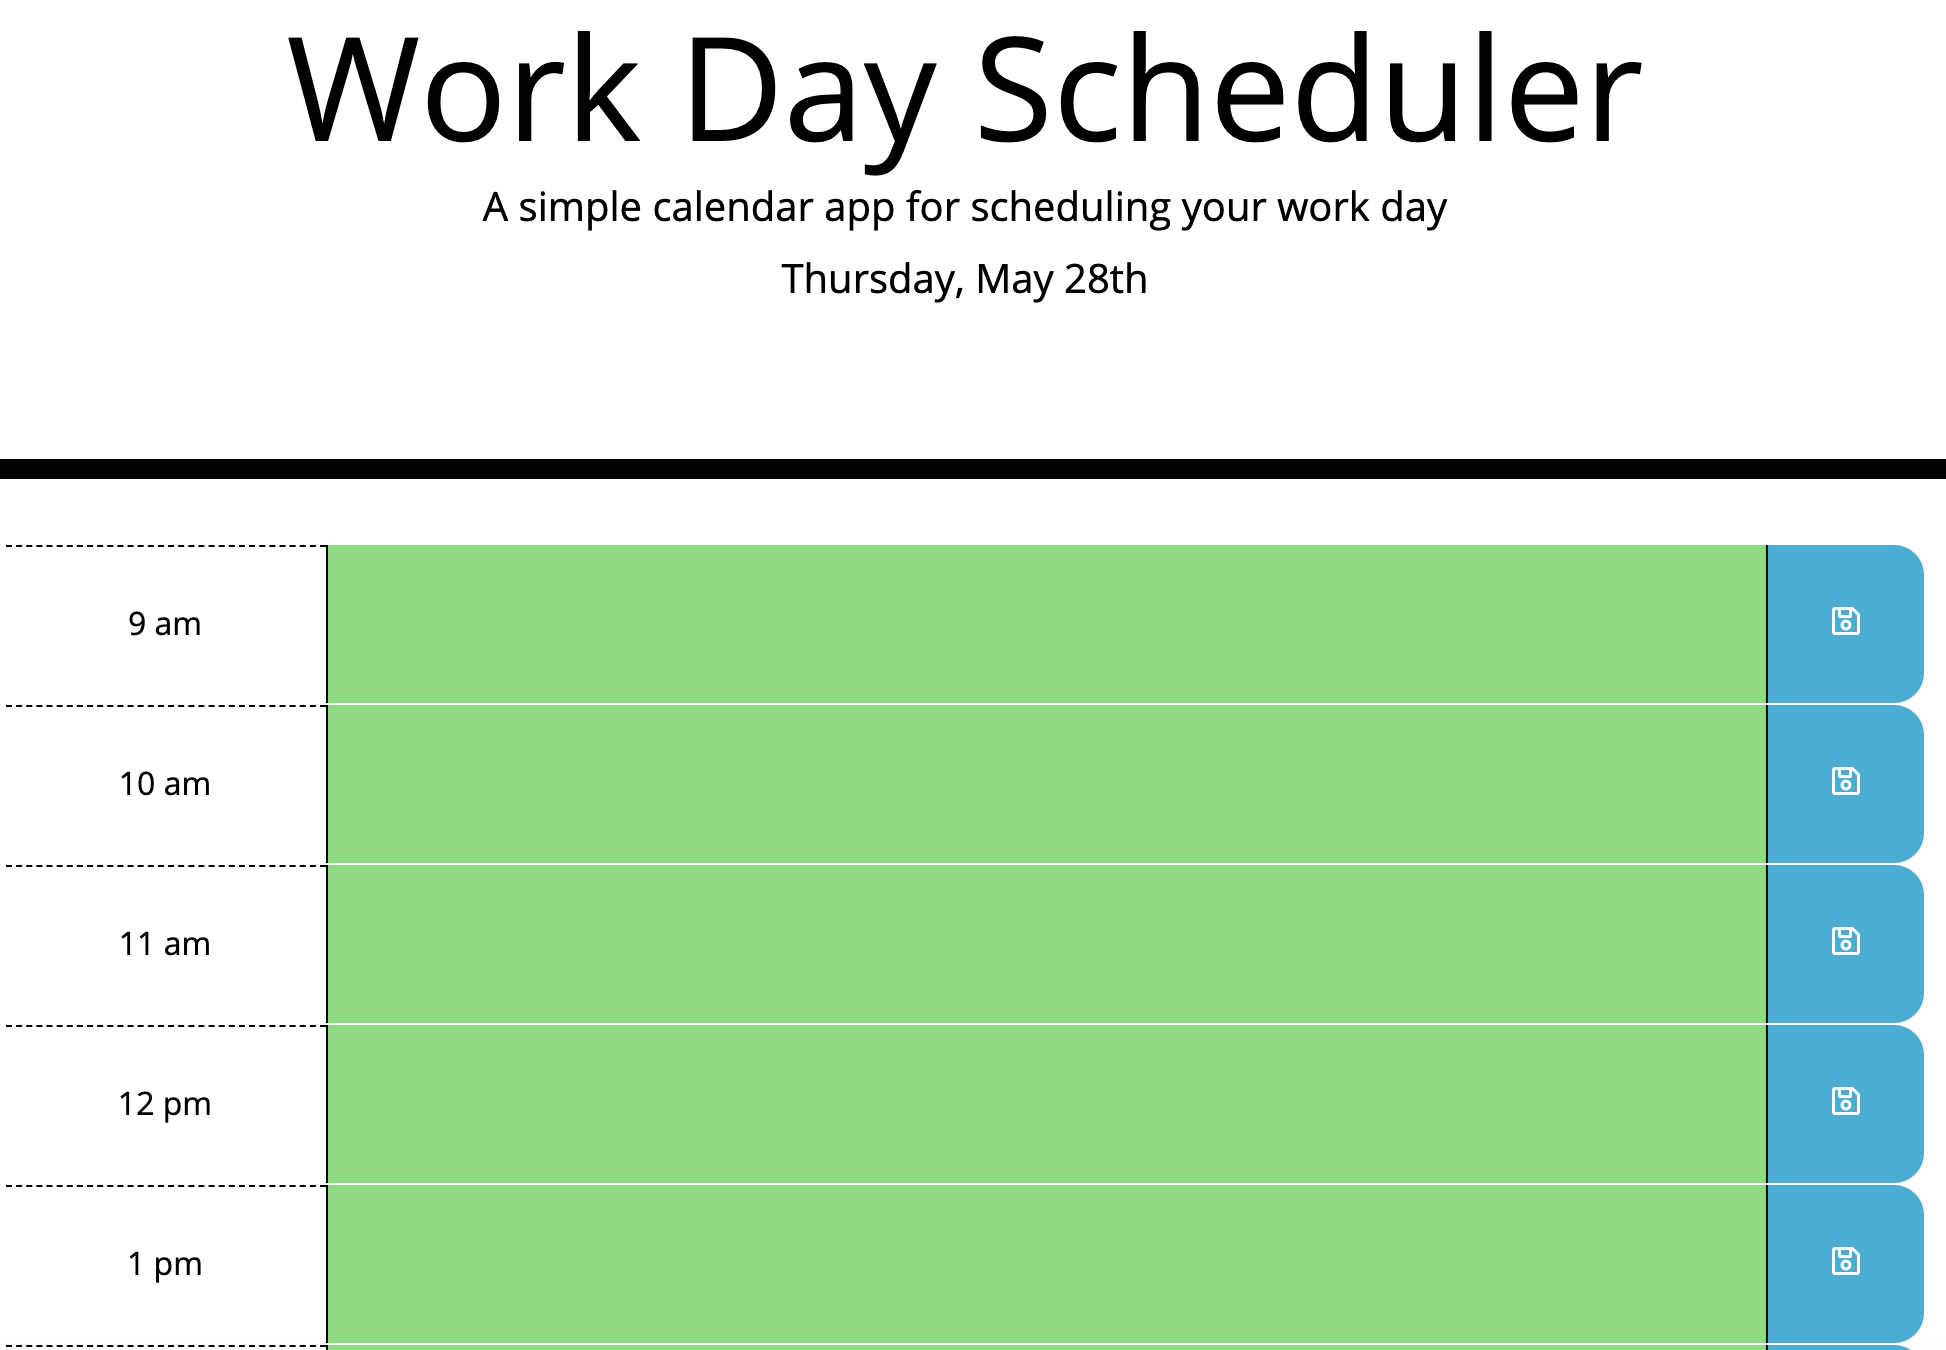 Work Day Scheduler
A simple calendar app for scheduling your work day
Thursday, May 28th
9 am
10 am
11 am
12 pm
1 pm